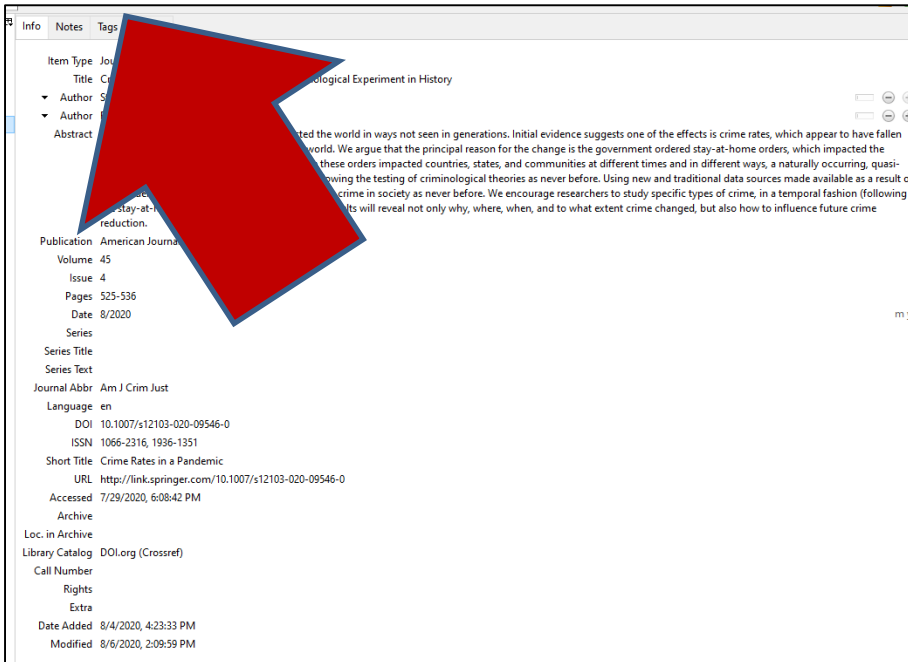 Info Notes Tags
Item Type
Title ological Experiment in History
Author
Author
Abstract ted the world in ways not seen in generations. Initial evidence suggests one of the effects is crime rates, which appear to have fallen
world. We argue that the principal reason for the change is the government ordered stay-at-home orders, which impacted the
these orders impacted countries, states, and communities at different times and in different ways, a naturally occurring, quasi-
owing the testing of criminological theories as never before. Using new and traditional data sources made available as a result
crime in society as never before. We encourage researchers to study specific types of crime, in a temporal fashion (following
lts will reveal not only why, where, when, and to what extent crime changed, but also how to influence future crime
reduction.
Publication American Journa
Volume 45
Issue 4
Pages 525-536
Date 8/2020 m y
Series
Series Title
Series Text
Journal Abbr Am J Crim Just
Language en
DOI 10.1007/s12103-020-09546-0
ISSN 1066-2316, 1936-1351
Short Title Crime Rates in a Pandemic
URL http://link.springer.com/10.1007/s12103-020-09546-0
Accessed 7/29/2020, 6:08:42 PM
Archive
Loc. in Archive
Library Catalog DOI.org (Crossref)
Call Number
Rights
Extra
Date Added 8/4/2020, 4:23:33 PM
Modified 8/6/2020, 2:09:59 PM